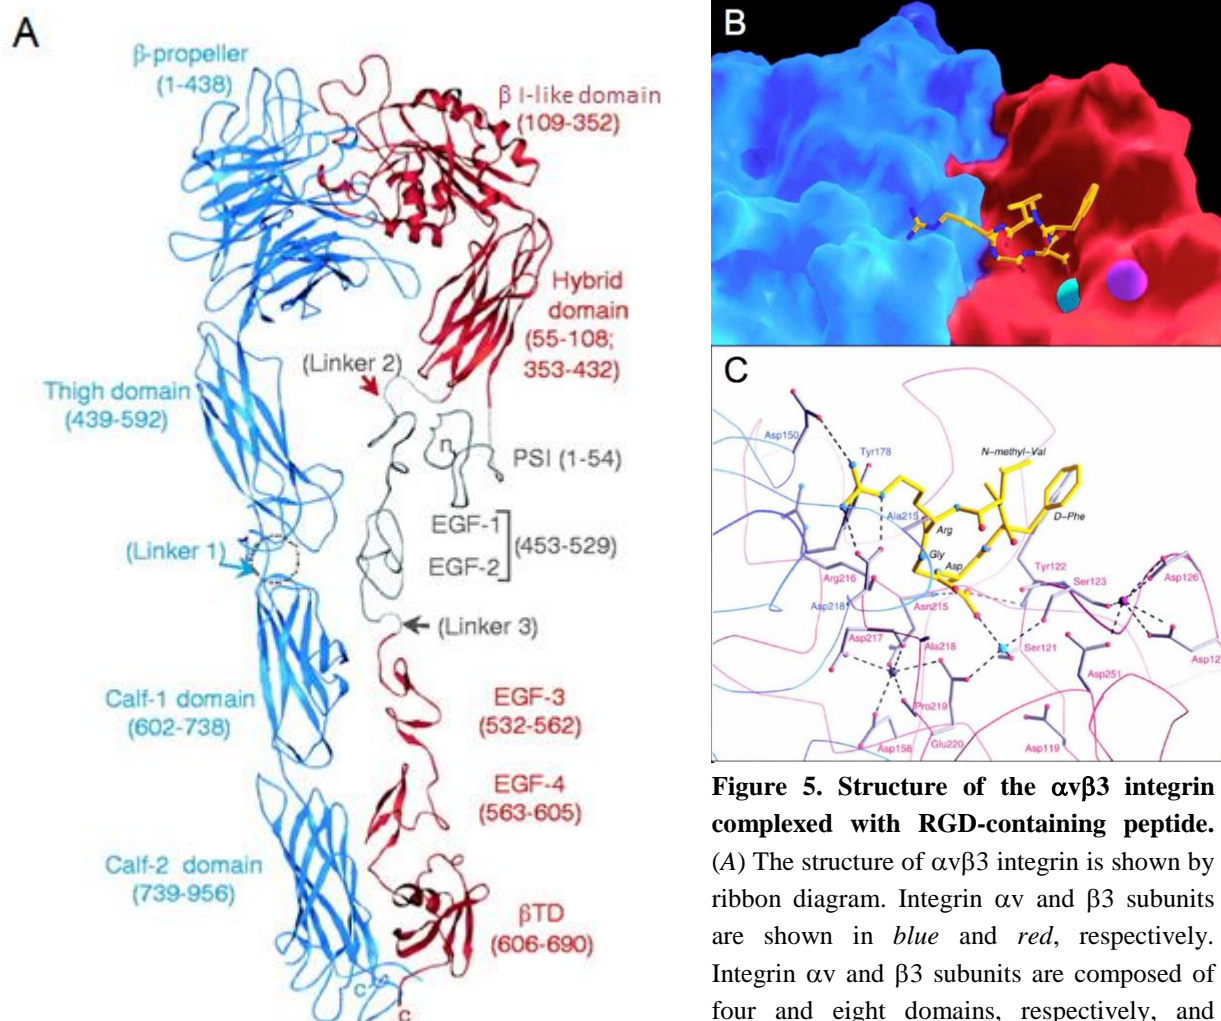 A
β-propeller
(1-438)
β I-like domain
(109-352)
Hybrid
domain
(55-108;
353-432)
(Linker 2)
Thigh domain
(439-592)
n
PSI (1-54)
EGF-1
EGF-2
(453-529)
(Linker 1)
(Linker 3)
Calf-1 domain
(602-738)
EGF-3
(532-562)
EGF-4
(563-605)
Calf-2 domain
(739-956)
βTD
(606-690)
C
C
B
C
Asp150
Tyr178
N-methyl-Val
Ala215
Arg
D-Phe
Gly
Asp
Tyr122
Arg216
Ser123
Asp126
Asp218
Asn215
Asp217
Ala218
Ser121
Asp12
Asp251
Pro219
Asp158
Glu220
Asp119
Figure 5. Structure of the αvβ3 integrin
complexed with RGD-containing peptide.
(A) The structure of αvβ3 integrin is shown by
ribbon diagram. Integrin αv and β3 subunits
are shown in blue and red, respectively.
Integrin αv and β3 subunits are composed of
four and eight domains, respectively, and